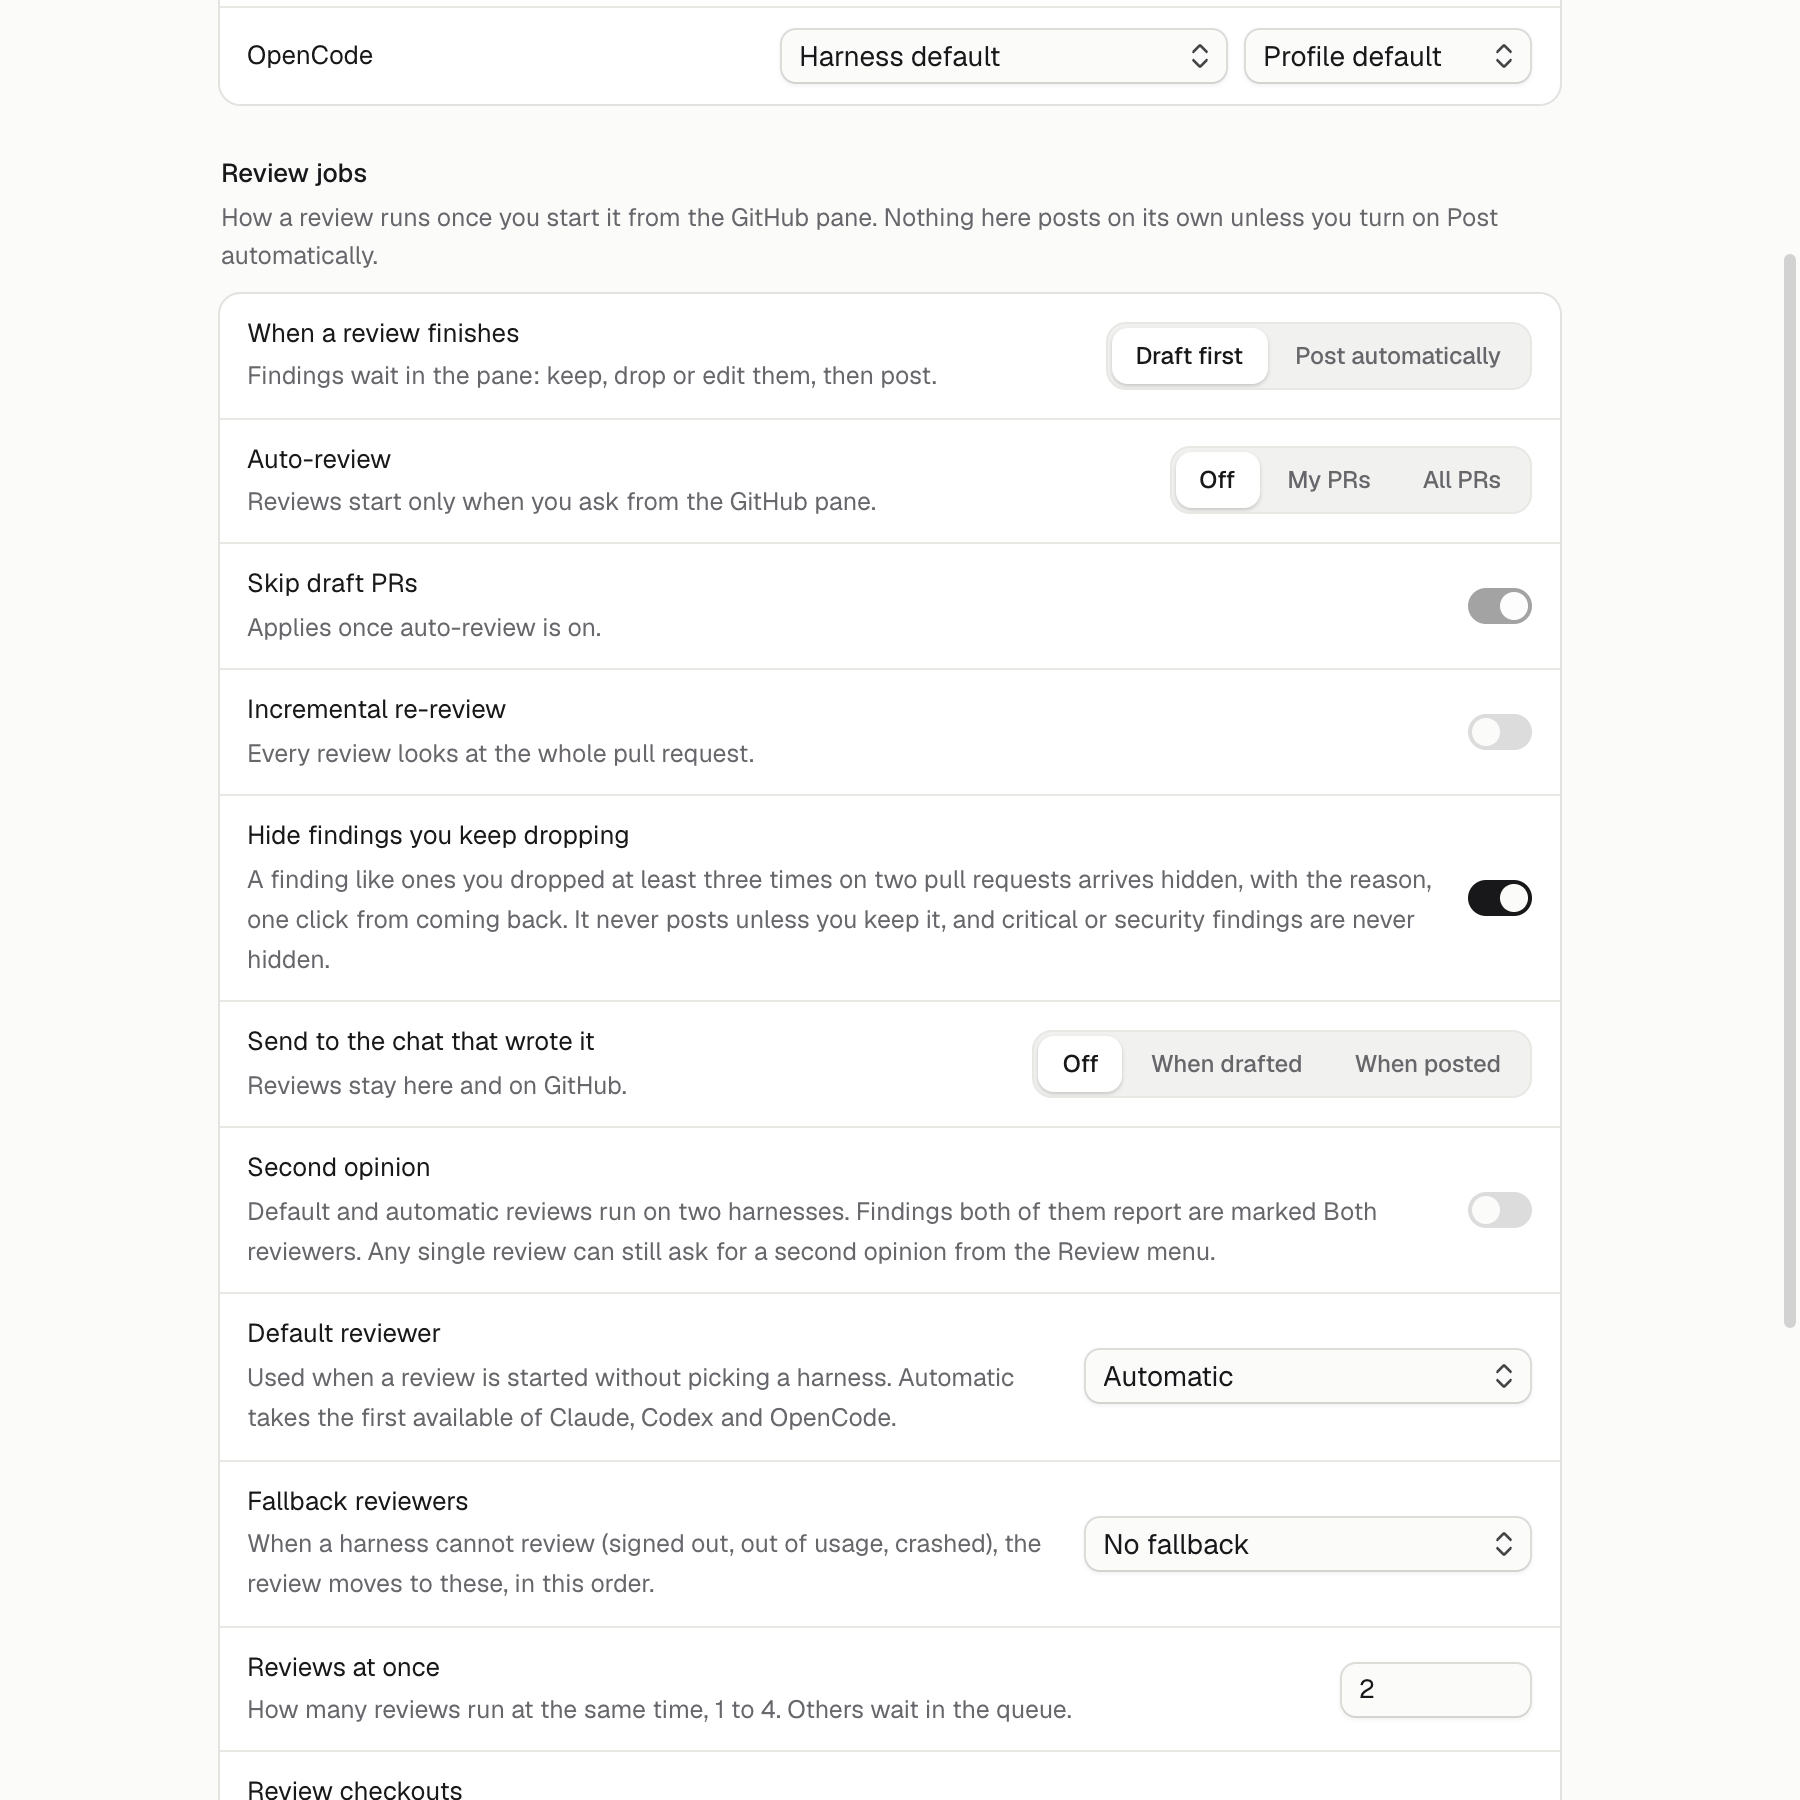 OpenCode
Harness default
Profile default
Review jobs
How a review runs once you start it from the GitHub pane. Nothing here posts on its own unless you turn on Post
automatically.
When a review finishes
Findings wait in the pane: keep, drop or edit them, then post.
Draft first
Post automatically
Auto-review
Reviews start only when you ask from the GitHub pane.
Off
My PRs
All PRs
Skip draft PRs
Applies once auto-review is on.
Incremental re-review
Every review looks at the whole pull request.
Hide findings you keep dropping
A finding like ones you dropped at least three times on two pull requests arrives hidden, with the reason,
one click from coming back. It never posts unless you keep it, and critical or security findings are never
hidden.
Send to the chat that wrote it
Reviews stay here and on GitHub.
Off
When drafted
When posted
Second opinion
Default and automatic reviews run on two harnesses. Findings both of them report are marked Both
reviewers. Any single review can still ask for a second opinion from the Review menu.
Default reviewer
Used when a review is started without picking a harness. Automatic
takes the first available of Claude, Codex and OpenCode.
Automatic
Fallback reviewers
When a harness cannot review (signed out, out of usage, crashed), the
review moves to these, in this order.
No fallback
Reviews at once
How many reviews run at the same time, 1 to 4. Others wait in the queue.
2
Review checkouts